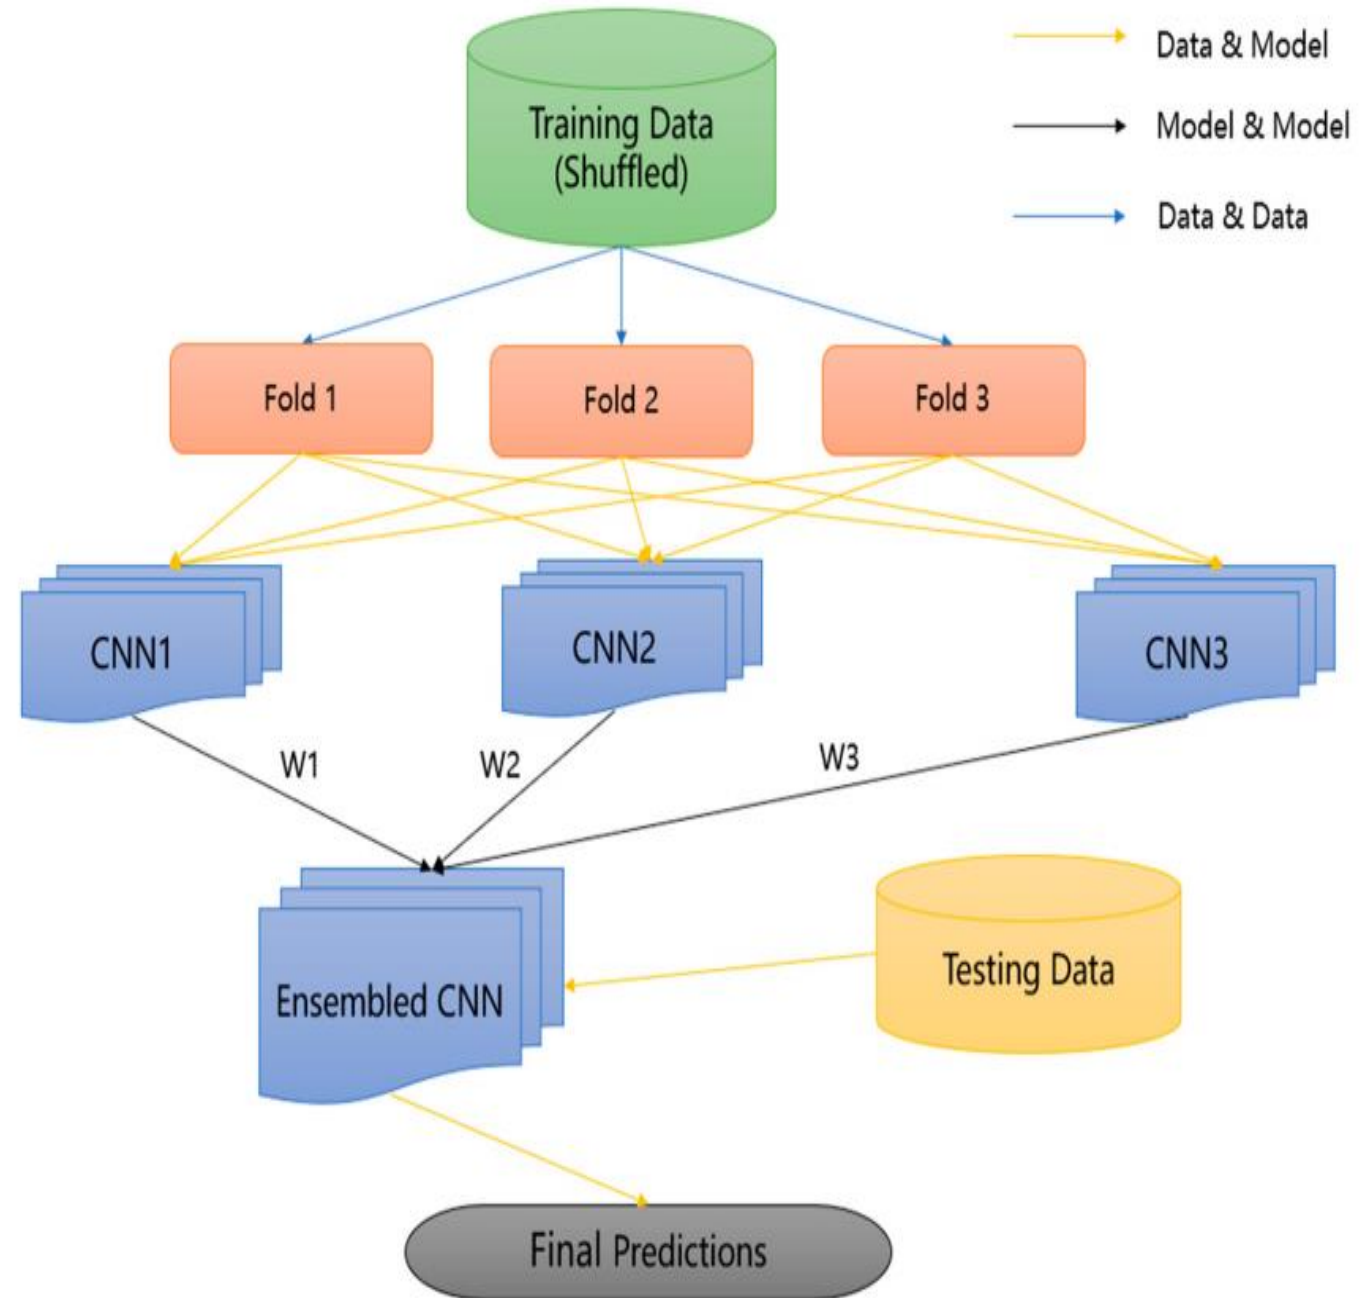 Data & Model
Training Data
(Shuffled)
Model & Model
Data & Data
Fold 1
Fold 2
Fold 3
CNN1
CNN2
CNN3
W1
W2
W3
Ensembled CNN
Testing Data
Final Predictions